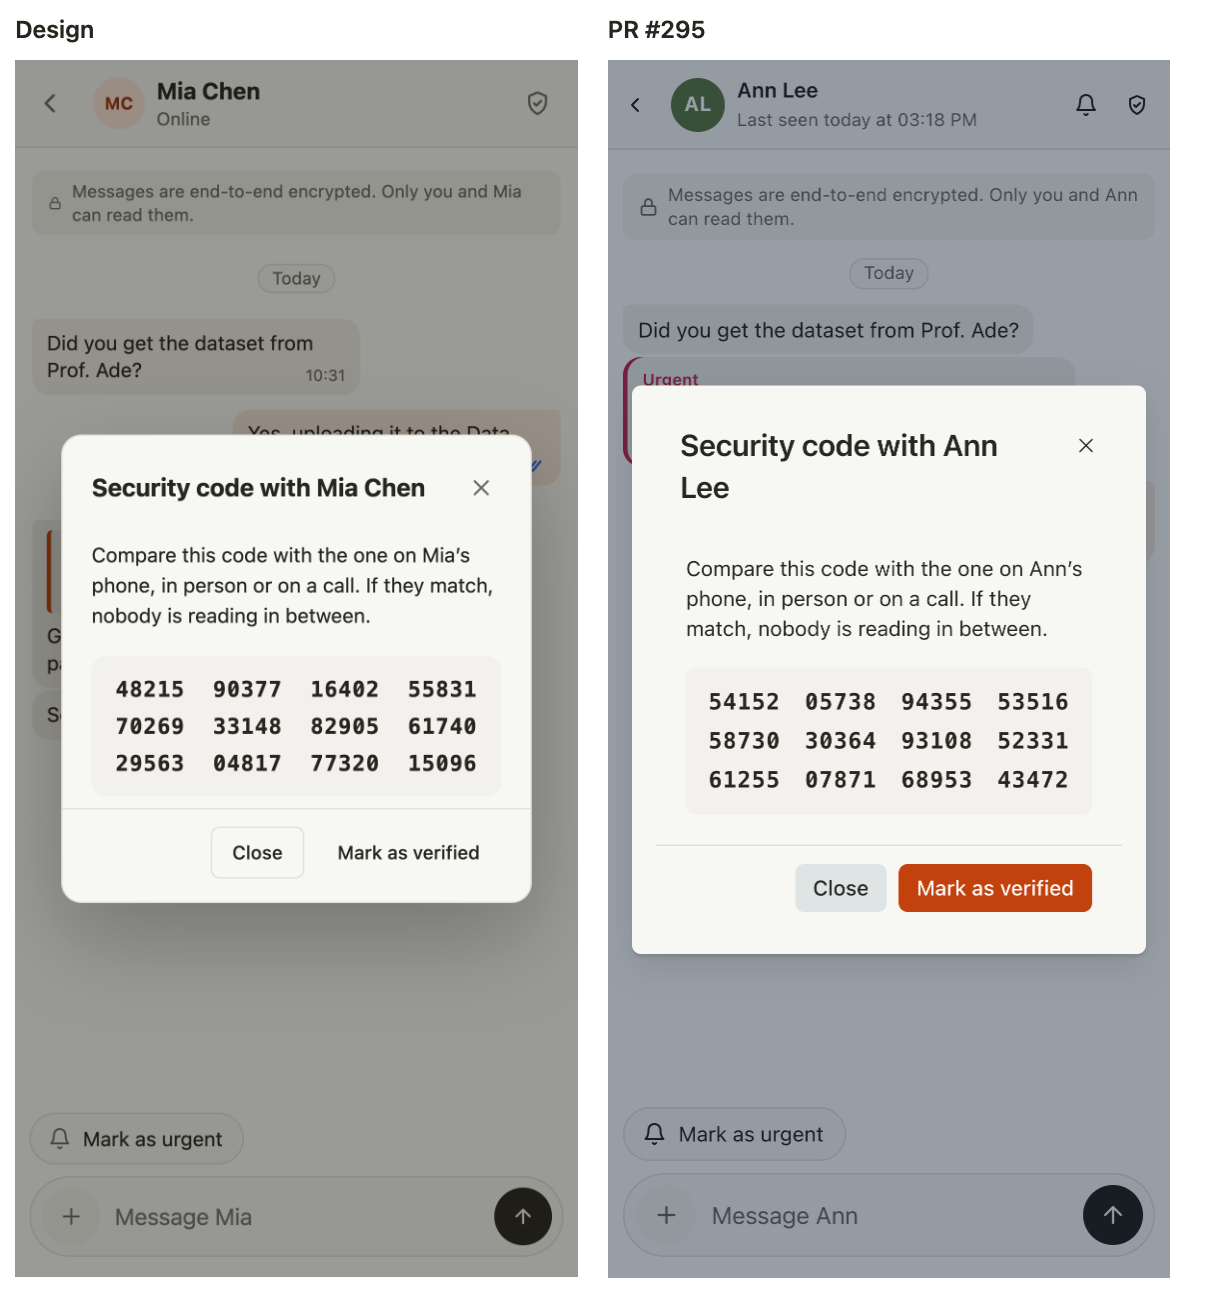 Design
MC
Mia Chen
Online
Messages are end-to-end encrypted. Only you and Mia
can read them.
Today
Did you get the dataset from
Prof. Ade?
10:31
Yes, uploading it to the Data
Security code with Mia Chen
Compare this code with the one on Mia’s
phone, in person or on a call. If they match,
nobody is reading in between.
48215 90377 16402 55831
70269 33148 82905 61740
29563 04817 77320 15096
Close
Mark as verified
Mark as urgent
Message Mia
PR #295
AL
Ann Lee
Last seen today at 03:18 PM
Messages are end-to-end encrypted. Only you and Ann
can read them.
Today
Did you get the dataset from Prof. Ade?
Urgent
Security code with Ann
Lee
Compare this code with the one on Ann’s
phone, in person or on a call. If they
match, nobody is reading in between.
54152 05738 94355 53516
58730 30364 93108 52331
61255 07871 68953 43472
Close
Mark as verified
Mark as urgent
Message Ann